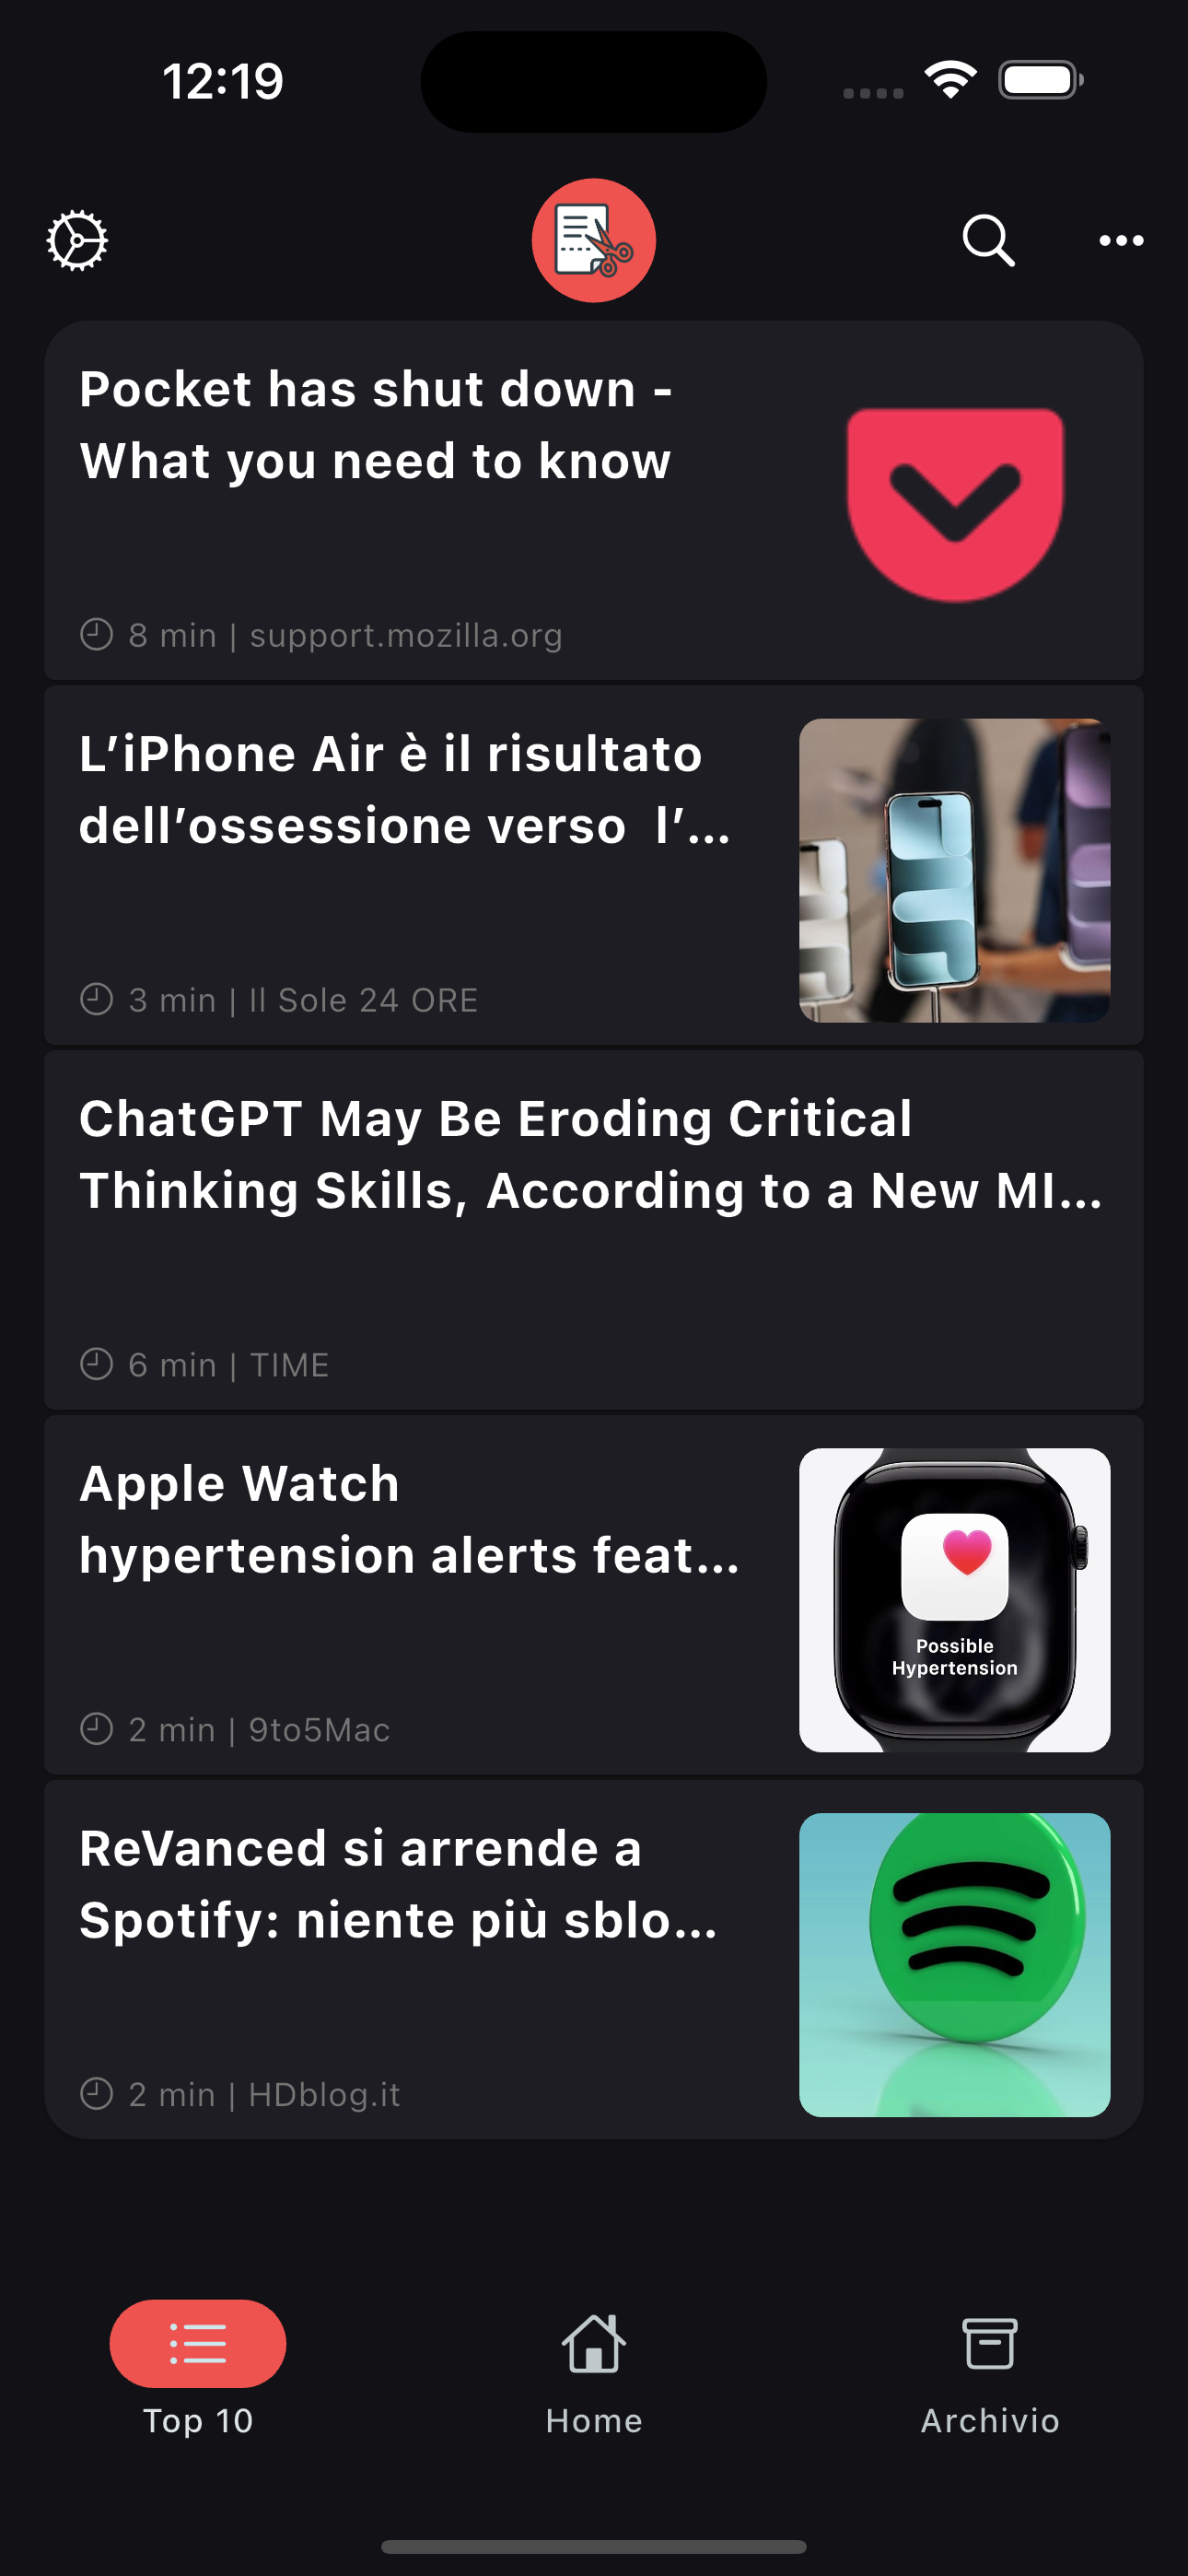 12:19
Pocket has shut down -
What you need to know
8 min | support.mozilla.org
L’iPhone Air è il risultato
dell’ossessione verso  l’...
3 min | Il Sole 24 ORE
ChatGPT May Be Eroding Critical
Thinking Skills, According to a New MI...
6 min | TIME
Apple Watch
hypertension alerts feat...
Possible
Hypertension
2 min | 9to5Mac
ReVanced si arrende a
Spotify: niente più sblo...
2 min | HDblog.it
Top 10
Home
Archivio